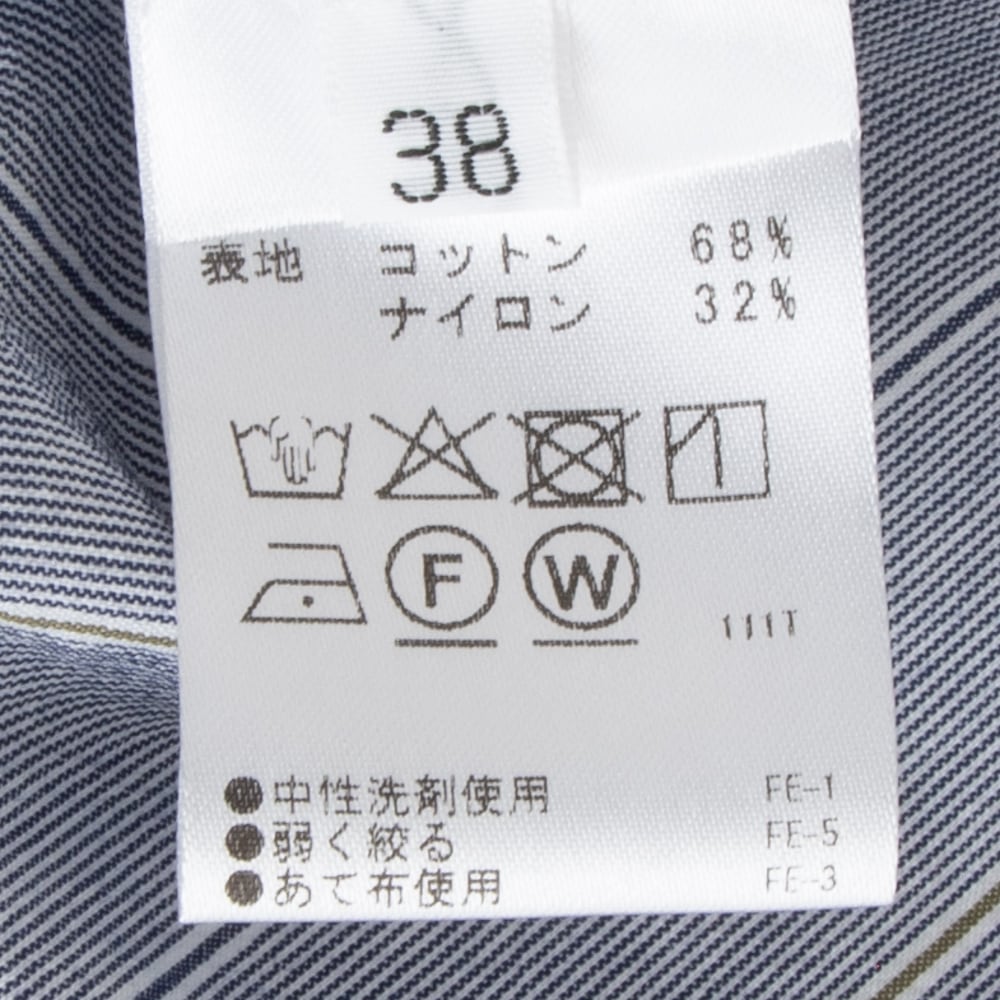 38
表地 コットン 68%
ナイロン 32%
F W
111T
●中性洗剤使用 FE-1
●弱く絞る FE-5
●あて布使用 FE-3